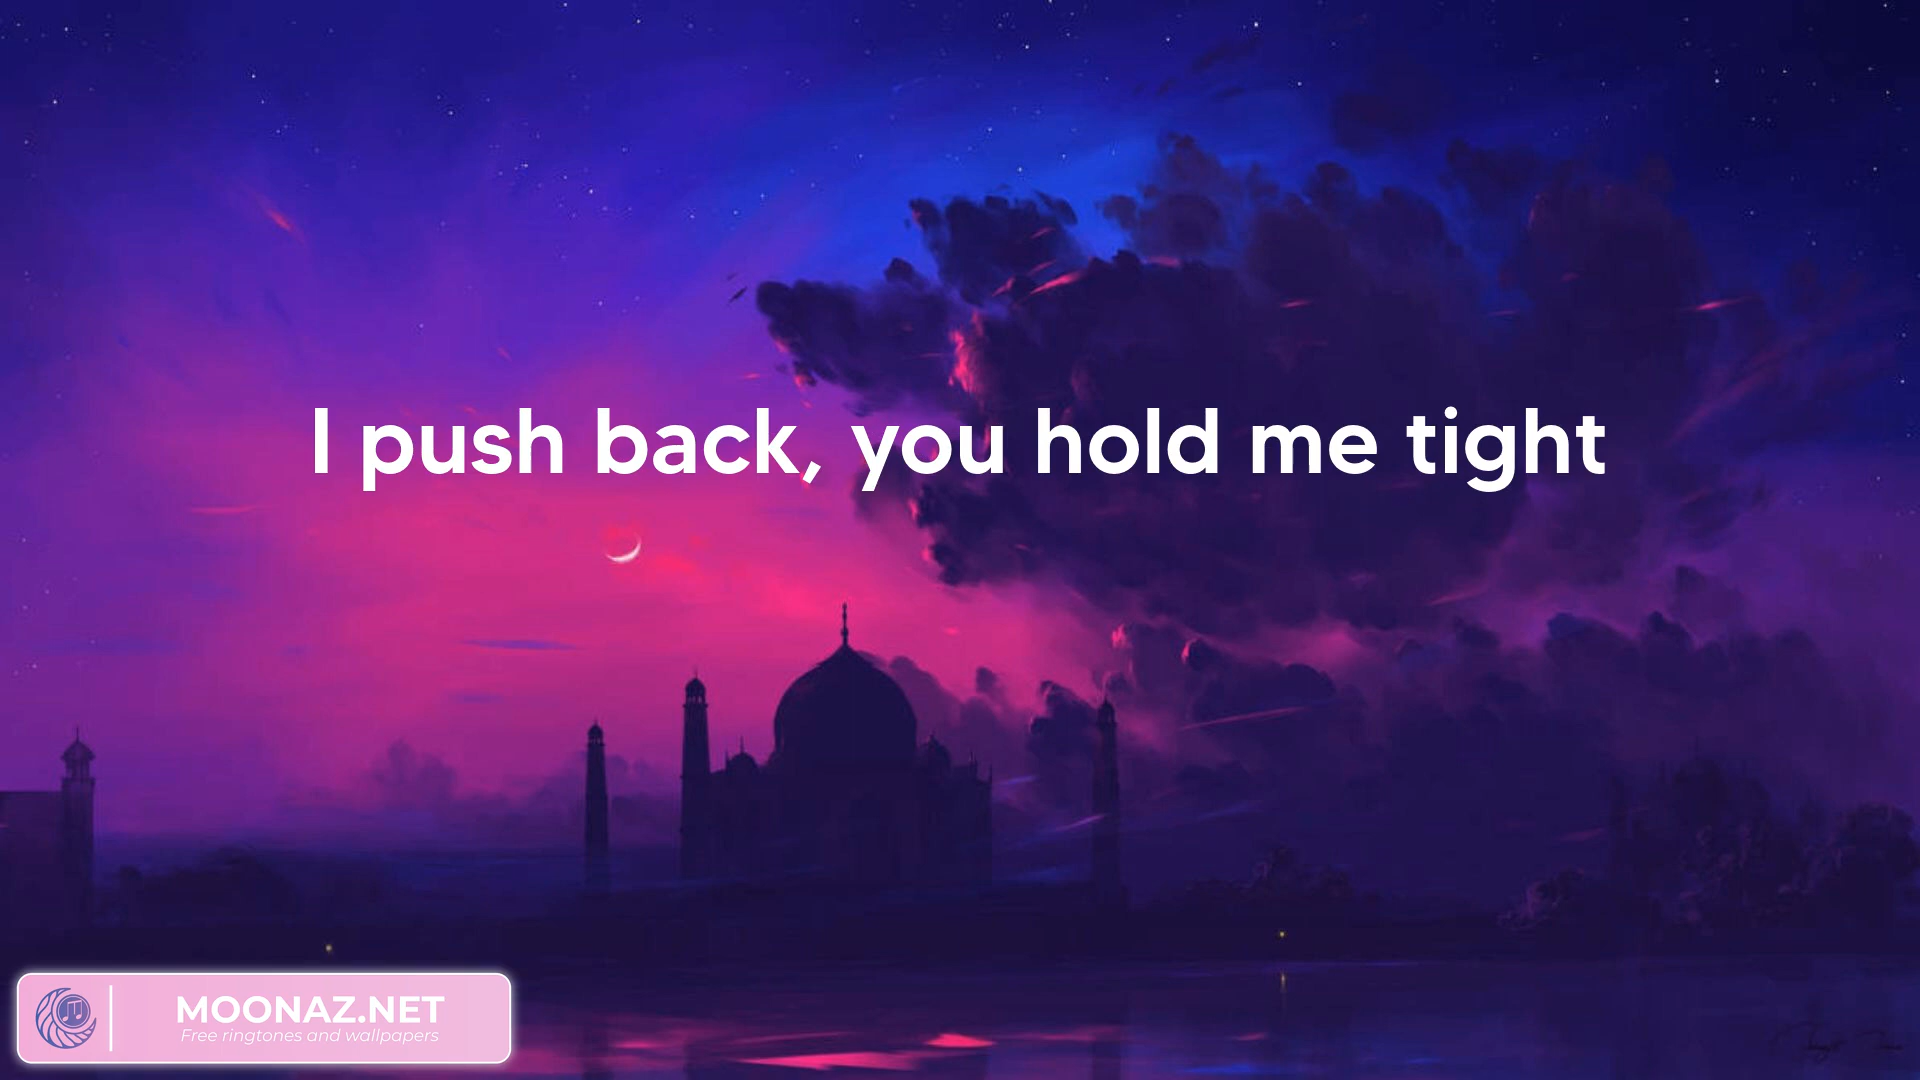 I push back, you hold me tight
MOONAZ.NET
Free ringtones and wallpapers